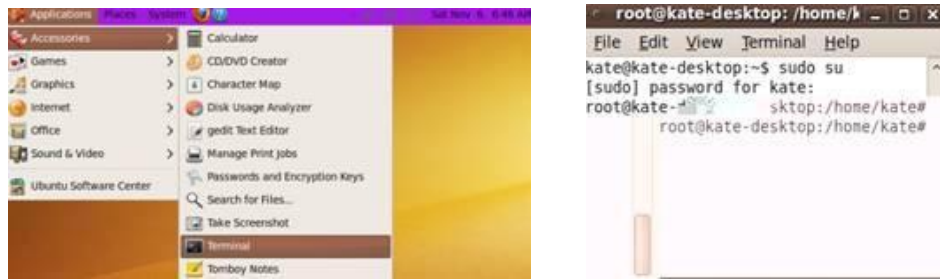 Applications Places System
Sat Nov 6, 6:46 AM
Accessories
Games
Graphics
Internet
Office
Sound & Video
Ubuntu Software Center
Calculator
CD/DVD Creator
Character Map
Disk Usage Analyzer
gedit Text Editor
Manage Print Jobs
Passwords and Encryption Keys
Search for Files...
Take Screenshot
Terminal
Tomboy Notes
root@kate-desktop: /home/k
File Edit View Terminal Help
kate@kate-desktop:~$ sudo su
[sudo] password for kate:
root@kate- sktop:/home/kate#
root@kate-desktop:/home/kate#